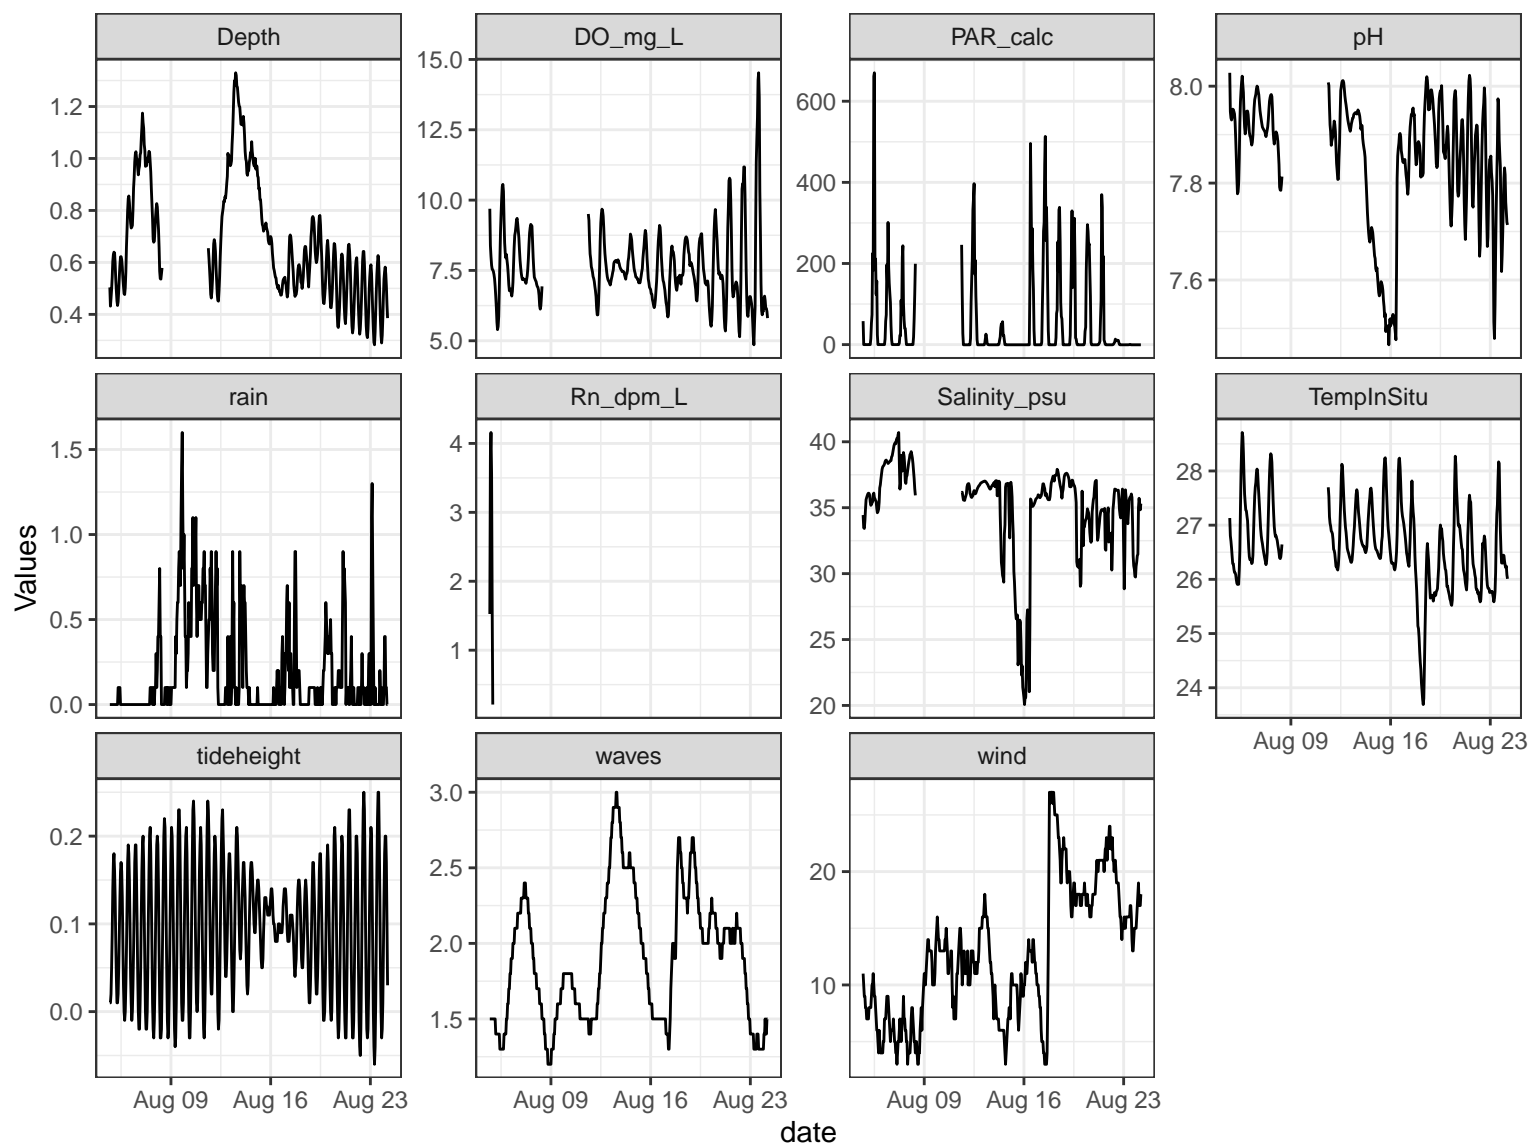 Depth
DO_mg_L
PAR_calc
pH
1.2
1.0
0.8
0.6
0.4
15.0
12.5
10.0
7.5
5.0
600
400
200
0
8.0
7.8
7.6
rain
Rn_dpm_L
Salinity_psu
TempInSitu
1.5
1.0
0.5
0.0
4
3
2
1
40
35
30
25
20
28
27
26
25
24
Aug 09 Aug 16 Aug 23
Values
tideheight
waves
wind
0.2
0.1
0.0
3.0
2.5
2.0
1.5
20
10
Aug 09 Aug 16 Aug 23
Aug 09 Aug 16 Aug 23
Aug 09 Aug 16 Aug 23
date